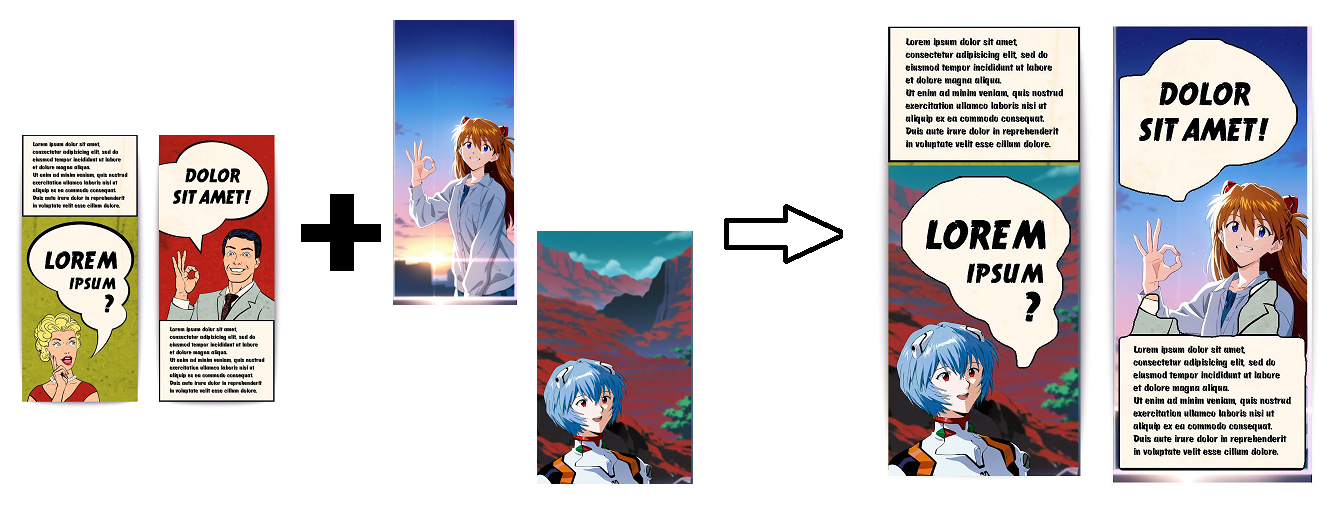 Lorem ipsum dolor sit amet,
consectetur adipisicing elit, sed do
eiusmod tempor incididunt ut labore
et dolore magna aliqua.
Ut enim ad minim veniam, quis nostrud
exercitation ullamco laboris nisi ut
aliquip ex ea commodo consequat.
Duis aute irure dolor in reprehenderit
in voluptate velit esse cillum dolore.
LOREM
IPSUM
?
DOLOR
SIT AMET!
Lorem ipsum dolor sit amet,
consectetur adipisicing elit, sed do
eiusmod tempor incididunt ut labore
et dolore magna aliqua.
Ut enim ad minim veniam, quis nostrud
exercitation ullamco laboris nisi ut
aliquip ex ea commodo consequat.
Duis aute irure dolor in reprehenderit
in voluptate velit esse cillum dolore.
Lorem ipsum dolor sit amet,
consectetur adipisicing elit, sed do
eiusmod tempor incididunt ut labore
et dolore magna aliqua.
Ut enim ad minim veniam, quis nostrud
exercitation ullamco laboris nisi ut
aliquip ex ea commodo consequat.
Duis aute irure dolor in reprehenderit
in voluptate velit esse cillum dolore.
LOREM
IPSUM
?
DOLOR
SIT AMET!
Lorem ipsum dolor sit amet,
consectetur adipisicing elit, sed do
eiusmod tempor incididunt ut labore
et dolore magna aliqua.
Ut enim ad minim veniam, quis nostrud
exercitation ullamco laboris nisi ut
aliquip ex ea commodo consequat.
Duis aute irure dolor in reprehenderit
in voluptate velit esse cillum dolore.